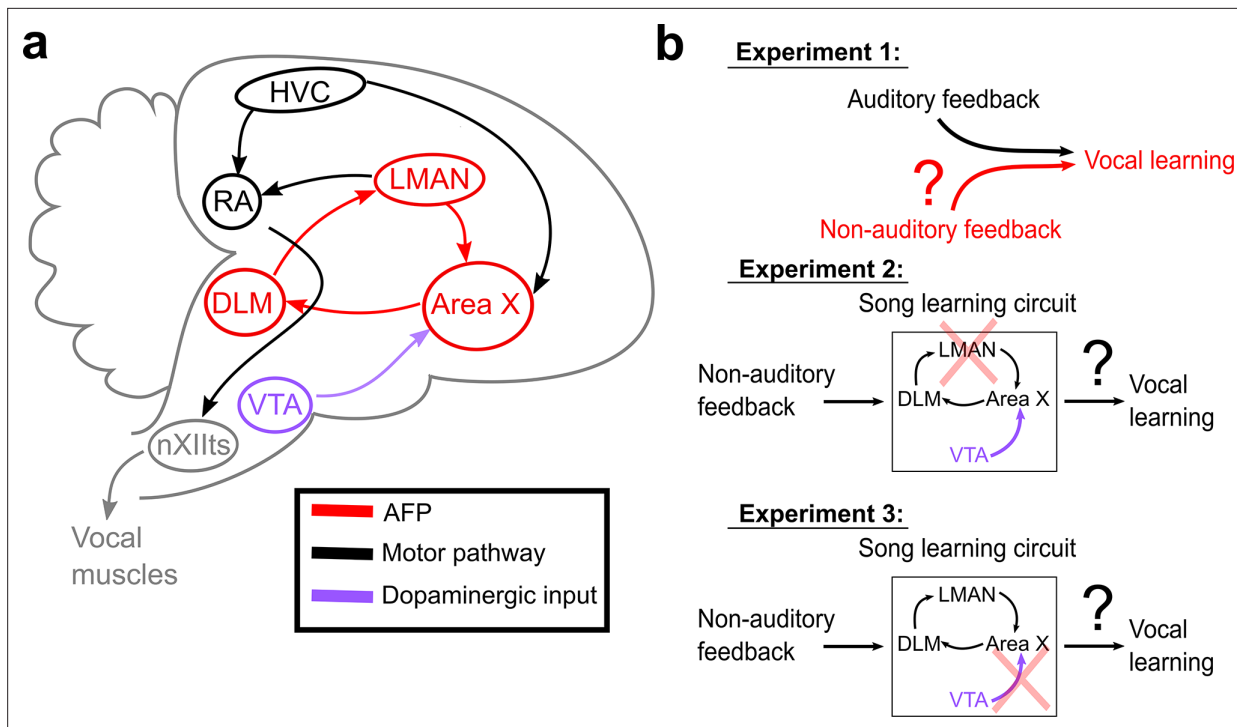 a
HVC
LMAN
RA
DLM
Area X
VTA
nXIIts
Vocal
muscles
AFP
Motor pathway
Dopaminergic input
b
Experiment 1:
Auditory feedback
Vocal learning
?
Non-auditory feedback
Experiment 2:
Song learning circuit
LMAN
?
Non-auditory
feedback
DLM
Area X
Vocal
learning
VTA
Experiment 3:
Song learning circuit
LMAN
?
Non-auditory
feedback
DLM
Area X
Vocal
learning
VTA